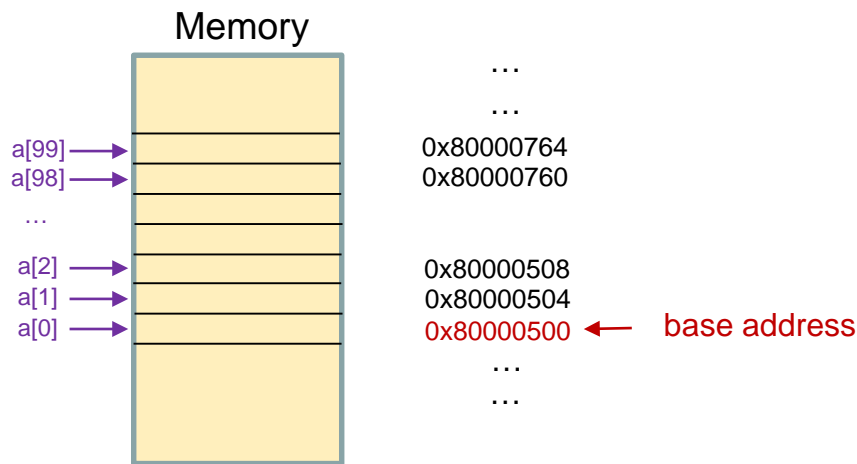 Memory
…
…
a[99] 0x80000764
a[98] 0x80000760
…
a[2] 0x80000508
a[1] 0x80000504
a[0] 0x80000500 base address
…
…